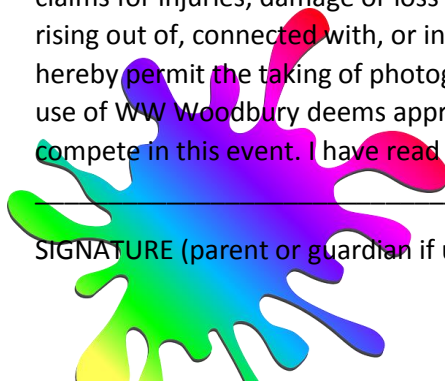 claims for injuries, damage or loss
rising out of, connected with, or in
hereby permit the taking of photog
use of WW Woodbury deems appr
compete in this event. I have read
SIGNATURE (parent or guardian if u